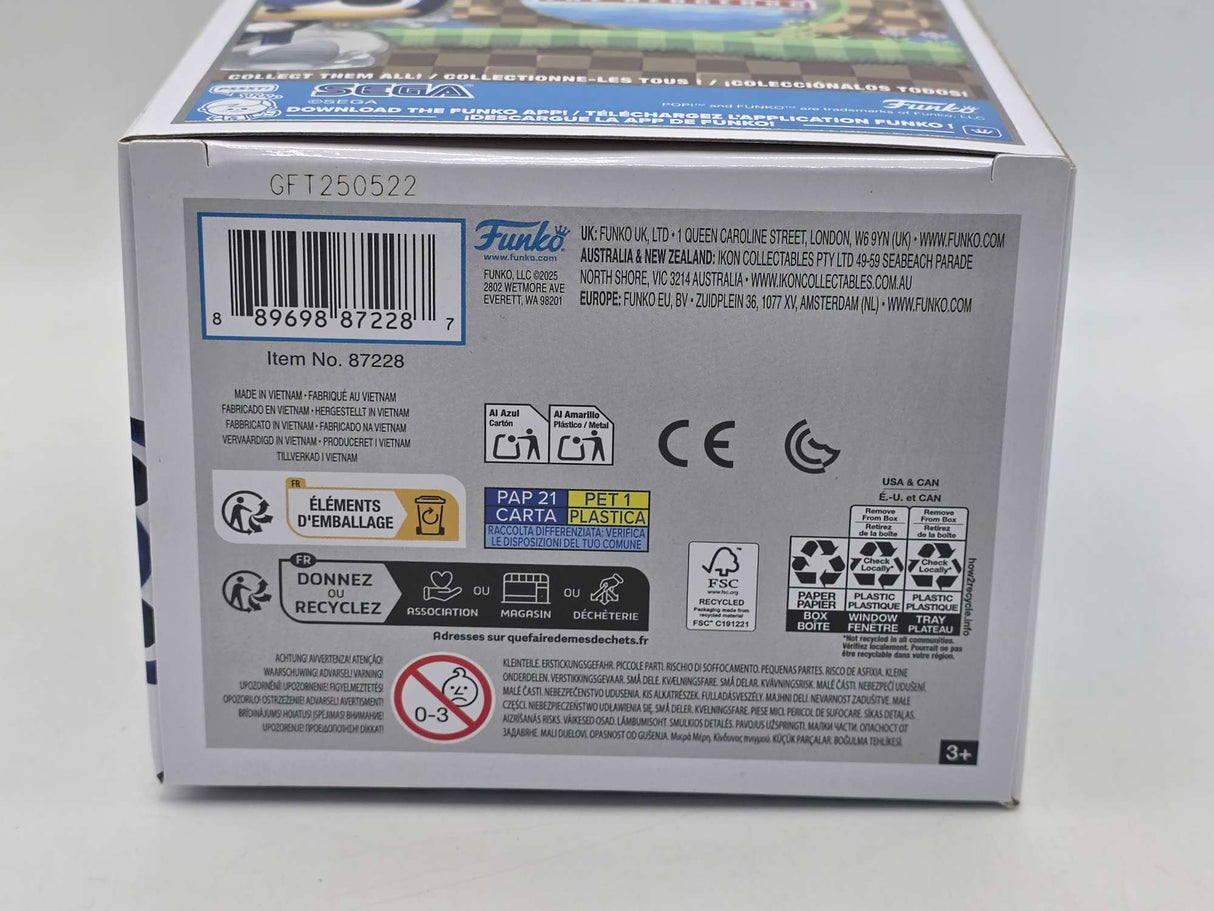 COLLECT THEM ALL! / COLLECTIONNE-LES TOUS ! / ¡COLECCIÓNALOS TODOS!
PSSST!
SEGA
©SEGA
POP!™ and FUNKO™ are trademarks of Funko, LLC
Funko
DOWNLOAD THE FUNKO APP! / TÉLÉCHARGEZ L'APPLICATION FUNKO !
¡DESCARGUE LA APP DE FUNKO!
GFT250522
8 89698 87228 7
Item No. 87228
Funko
www.funko.com
FUNKO, LLC ©2025
2802 WETMORE AVE
EVERETT, WA 98201
UK: FUNKO UK, LTD • 1 QUEEN CAROLINE STREET, LONDON, W6 9YN (UK) • WWW.FUNKO.COM
AUSTRALIA & NEW ZEALAND: IKON COLLECTABLES PTY LTD 49-59 SEABEACH PARADE
NORTH SHORE, VIC 3214 AUSTRALIA • WWW.IKONCOLLECTABLES.COM.AU
EUROPE: FUNKO EU, BV • ZUIDPLEIN 36, 1077 XV, AMSTERDAM (NL) • WWW.FUNKO.COM
MADE IN VIETNAM • FABRIQUÉ AU VIETNAM
FABRICADO EN VIETNAM • HERGESTELLT IN VIETNAM
FABBRICATO IN VIETNAM • FABRICADO NA VIETNAM
VERVAARDIGD IN VIETNAM • PRODUCERET I VIETNAM
TILLVERKAD I VIETNAM
Al Azul
Cartón
Al Amarillo
Plástico / Metal
CE
FR
ÉLÉMENTS
D'EMBALLAGE
PAP 21
CARTA
PET 1
PLASTICA
RACCOLTA DIFFERENZIATA: VERIFICA
LE DISPOSIZIONI DEL TUO COMUNE
FR
DONNEZ
OU
RECYCLEZ
ASSOCIATION
OU
MAGASIN
OU
DÉCHÈTERIE
Adresses sur quefairedemesdechets.fr
FSC
www.fsc.org
RECYCLED
Packaging made from
recycled material
FSC™ C191221
USA & CAN
É.-U. et CAN
Remove
From Box
Retirez
de la boîte
Remove
From Box
Retirez
de la boîte
Check
Locally*
Check
Locally*
PAPER
PAPIER
BOX
BOÎTE
PLASTIC
PLASTIQUE
WINDOW
FENÊTRE
PLASTIC
PLASTIQUE
TRAY
PLATEAU
how2recycle.info
*Not recycled in all communities.
Vérifiez localement. Pourrait ne pas
être recyclable dans votre région.
ACHTUNG! AVVERTENZA! ATENÇÃO!
WAARSCHUWING! ADVARSEL! VARNING!
UPOZORNĚNÍ! UPOZORNENIE! FIGYELMEZTETÉS!
OPOZORILO! OSTRZEŻENIE! ADVARSEL! AVERTISMENT!
BRĪDINĀJUMS! HOIATUS! ĮSPĖJIMAS! ВНИМАНИЕ!
UPOZORENJE! ΠΡΟΕΙΔΟΠΟΙΗΣΗ! DİKKAT!
0-3
KLEINTEILE. ERSTICKUNGSGEFAHR. PICCOLE PARTI. RISCHIO DI SOFFOCAMENTO. PEQUENAS PARTES. RISCO DE ASFIXIA. KLEINE
ONDERDELEN. VERSTIKKINGSGEVAAR. SMÅ DELE. KVÆLNINGSFARE. SMÅ DELAR. KVÄVNINGSRISK. MALÉ ČÁSTI. NEBEZPEČÍ UDUŠENÍ.
MALÉ ČASTI. NEBEZPEČENSTVO UDUSENIA. KIS ALKATRÉSZEK. FULLADÁSVESZÉLY. MAJHNI DELI. NEVARNOST ZADUŠITVE. MAŁE
CZĘŚCI. NIEBEZPIECZEŃSTWO UDŁAWIENIA SIĘ. SMÅ DELER. KVELNINGSFARE. PIESE MICI. PERICOL DE SUFOCARE. SĪKAS DETAĻAS.
AIZRĪŠANĀS RISKS. VÄIKESED OSAD. LÄMBUMISOHT. SMULKIOS DETALĖS. PAVOJUS UŽSPRINGTI. МАЛКИ ЧАСТИ. ОПАСНОСТ ОТ
ЗАДАВЯНЕ. MALI DIJELOVI. OPASNOST OD GUŠENJA. Μικρά Μέρη. Κίνδυνος πνιγμού. KÜÇÜK PARÇALAR. BOĞULMA TEHLİKESİ.
3+